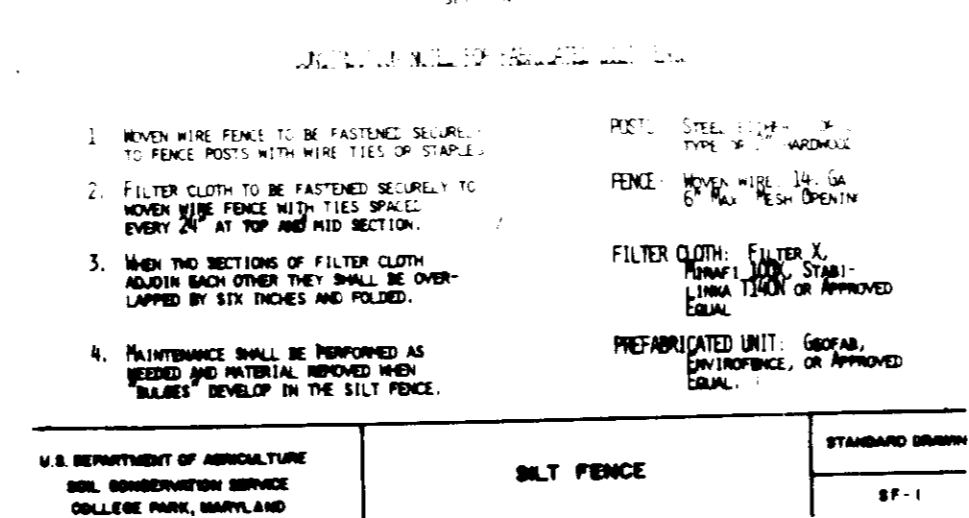 1 WOVEN WIRE FENCE TO BE FASTENED SECURELY
TO FENCE POSTS WITH WIRE TIES OR STAPLES
2. FILTER CLOTH TO BE FASTENED SECURELY TO
WOVEN WIRE FENCE WITH TIES SPACED
EVERY 24" AT TOP AND MID SECTION.
3. WHEN TWO SECTIONS OF FILTER CLOTH
ADJOIN EACH OTHER THEY SHALL BE OVER-
LAPPED BY SIX INCHES AND FOLDED.
4. MAINTENANCE SHALL BE PERFORMED AS
NEEDED AND MATERIAL REMOVED WHEN
"BULGES" DEVELOP IN THE SILT FENCE.
POSTS STEEL EITHER
TYPE OR HARDWOOD
FENCE: WOVEN WIRE. 14. GA
6" MAX MESH OPENIN
FILTER CLOTH: FILTER X,
MIRAFI 100X, STABI-
LINKA T140N OR APPROVED
EQUAL
PREFABRICATED UNIT: GEOFAB,
ENVIROFENCE, OR APPROVED
EQUAL.
U.S. DEPARTMENT OF AGRICULTURE
SOIL CONSERVATION SERVICE
COLLEGE PARK, MARYLAND
SILT FENCE
STANDARD DRAWIN
SF-1